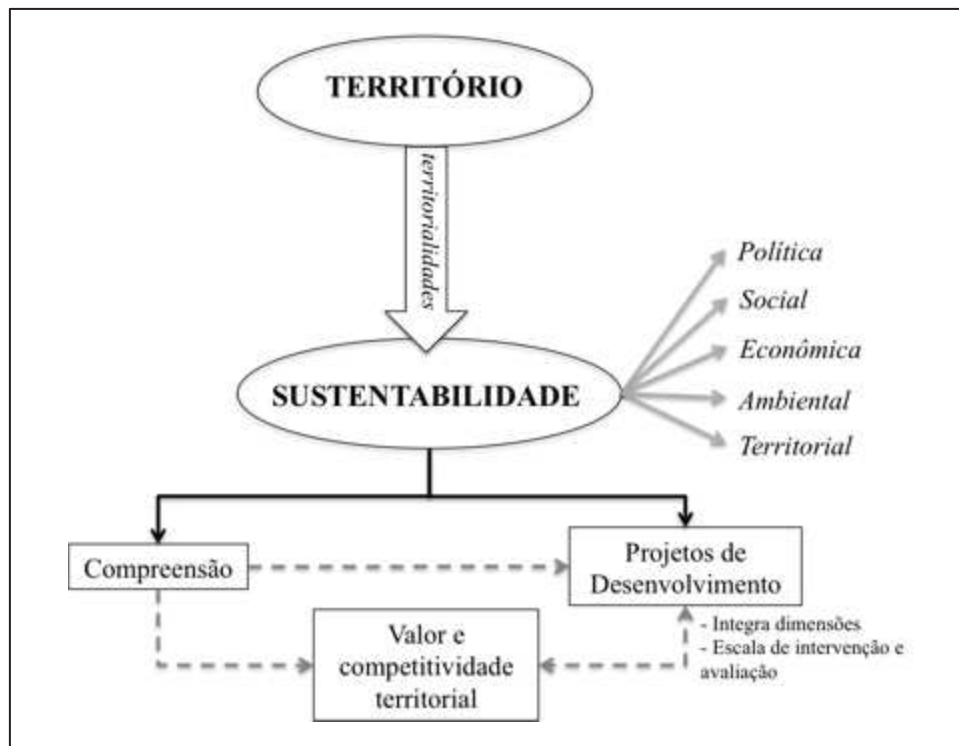 TERRITÓRIO
territorialidades
Política
Social
Econômica
Ambiental
Territorial
SUSTENTABILIDADE
Compreensão
Projetos de
Desenvolvimento
- Integra dimensões
- Escala de intervenção e
avaliação
Valor e
competitividade
territorial